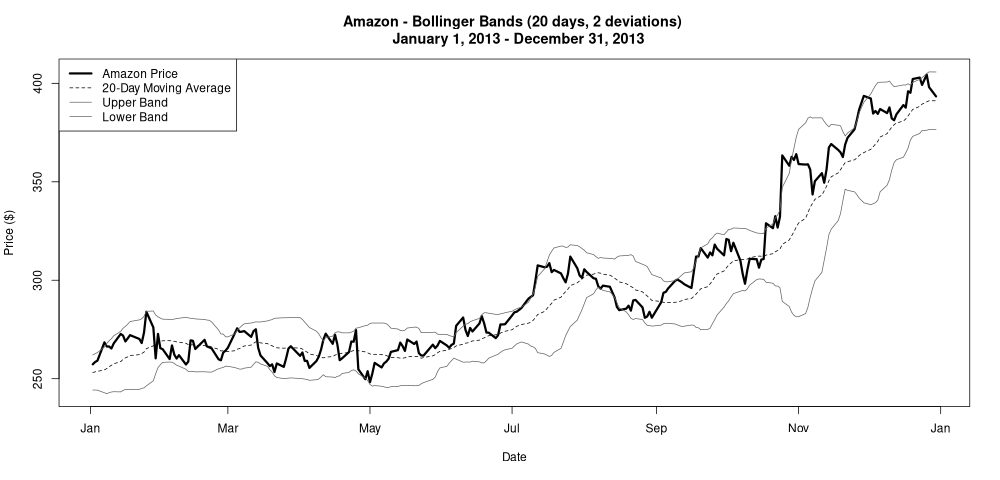 Amazon - Bollinger Bands (20 days, 2 deviations)
January 1, 2013 - December 31, 2013
Amazon Price
20-Day Moving Average
Upper Band
Lower Band
Price ($)
400
350
300
250
Jan Mar May Jul Sep Nov Jan
Date